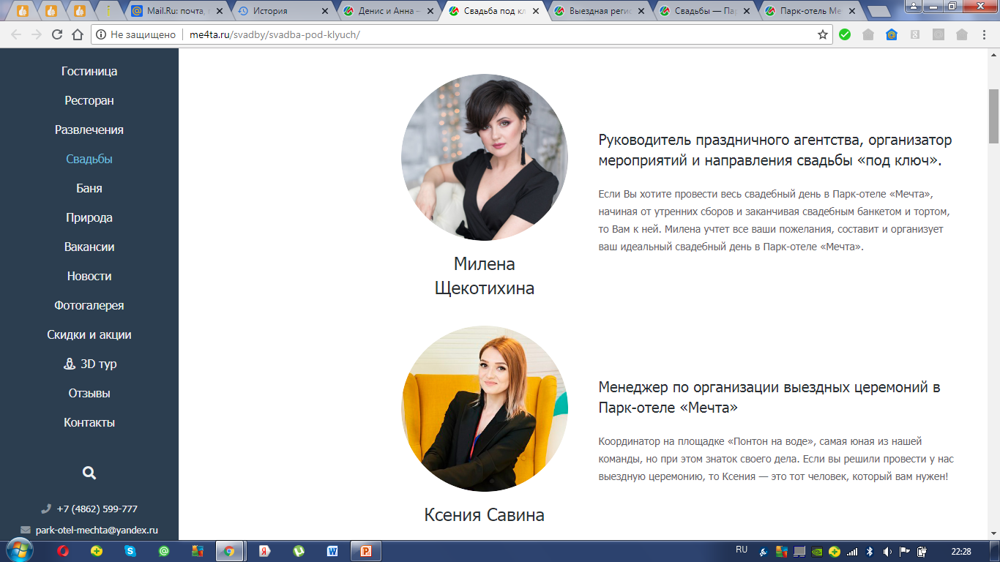 Mail.Ru: почта,
История
Денис и Анна –
Свадьба под кл
Выездная реги
Свадьбы — Па
Парк-отель Ме
Не защищено
me4ta.ru/svadby/svadba-pod-klyuch/
Гостиница
Ресторан
Развлечения
Свадьбы
Баня
Природа
Вакансии
Новости
Фотогалерея
Скидки и акции
3D тур
Отзывы
Контакты
+7 (4862) 599-777
park-otel-mechta@yandex.ru
Милена
Щекотихина
Руководитель праздничного агентства, организатор
мероприятий и направления свадьбы «под ключ».
Если Вы хотите провести весь свадебный день в Парк-отеле «Мечта»,
начиная от утренних сборов и заканчивая свадебным банкетом и тортом,
то Вам к ней. Милена учтет все ваши пожелания, составит и организует
ваш идеальный свадебный день в Парк-отеле «Мечта».
Ксения Савина
Менеджер по организации выездных церемоний в
Парк-отеле «Мечта»
Координатор на площадке «Понтон на воде», самая юная из нашей
команды, но при этом знаток своего дела. Если вы решили провести у нас
выездную церемонию, то Ксения — это тот человек, который вам нужен!
RU
22:28